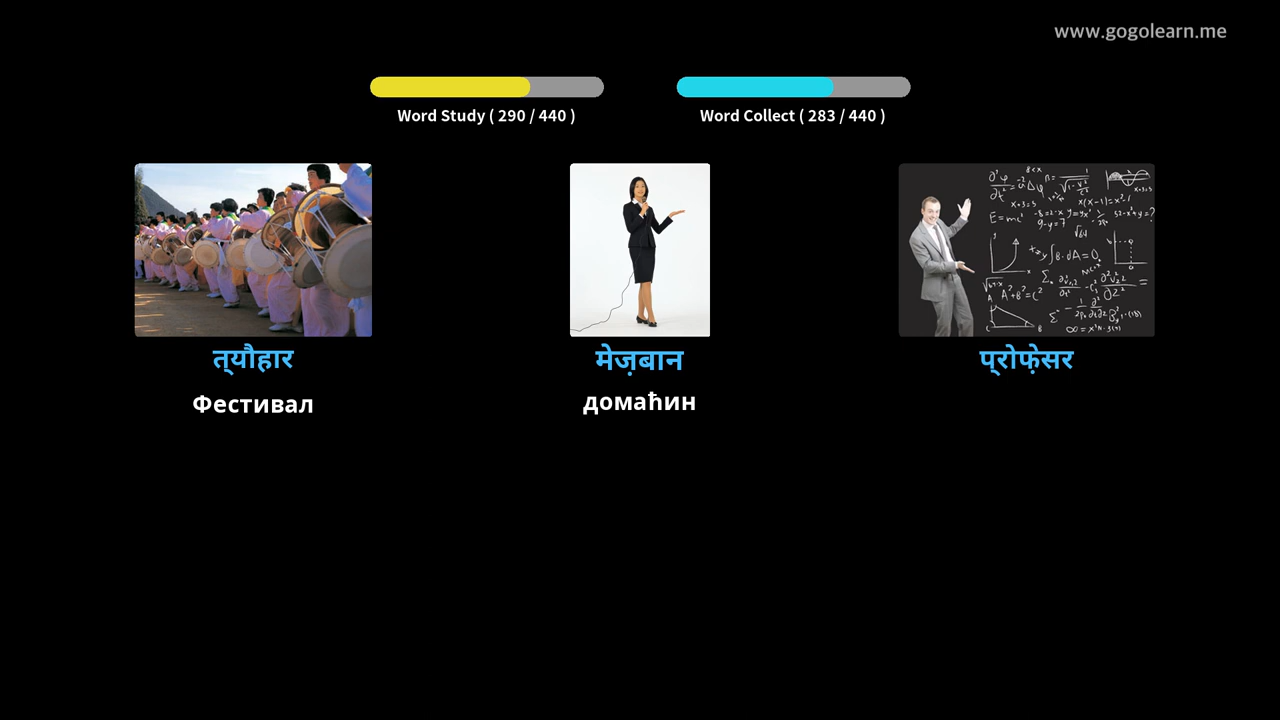 www.gogolearn.me
Word Study ( 290 / 440 )
Word Collect ( 283 / 440 )
त्यौहार
मेज़बान
प्रोफ़ेसर
Фестивал
домаћин